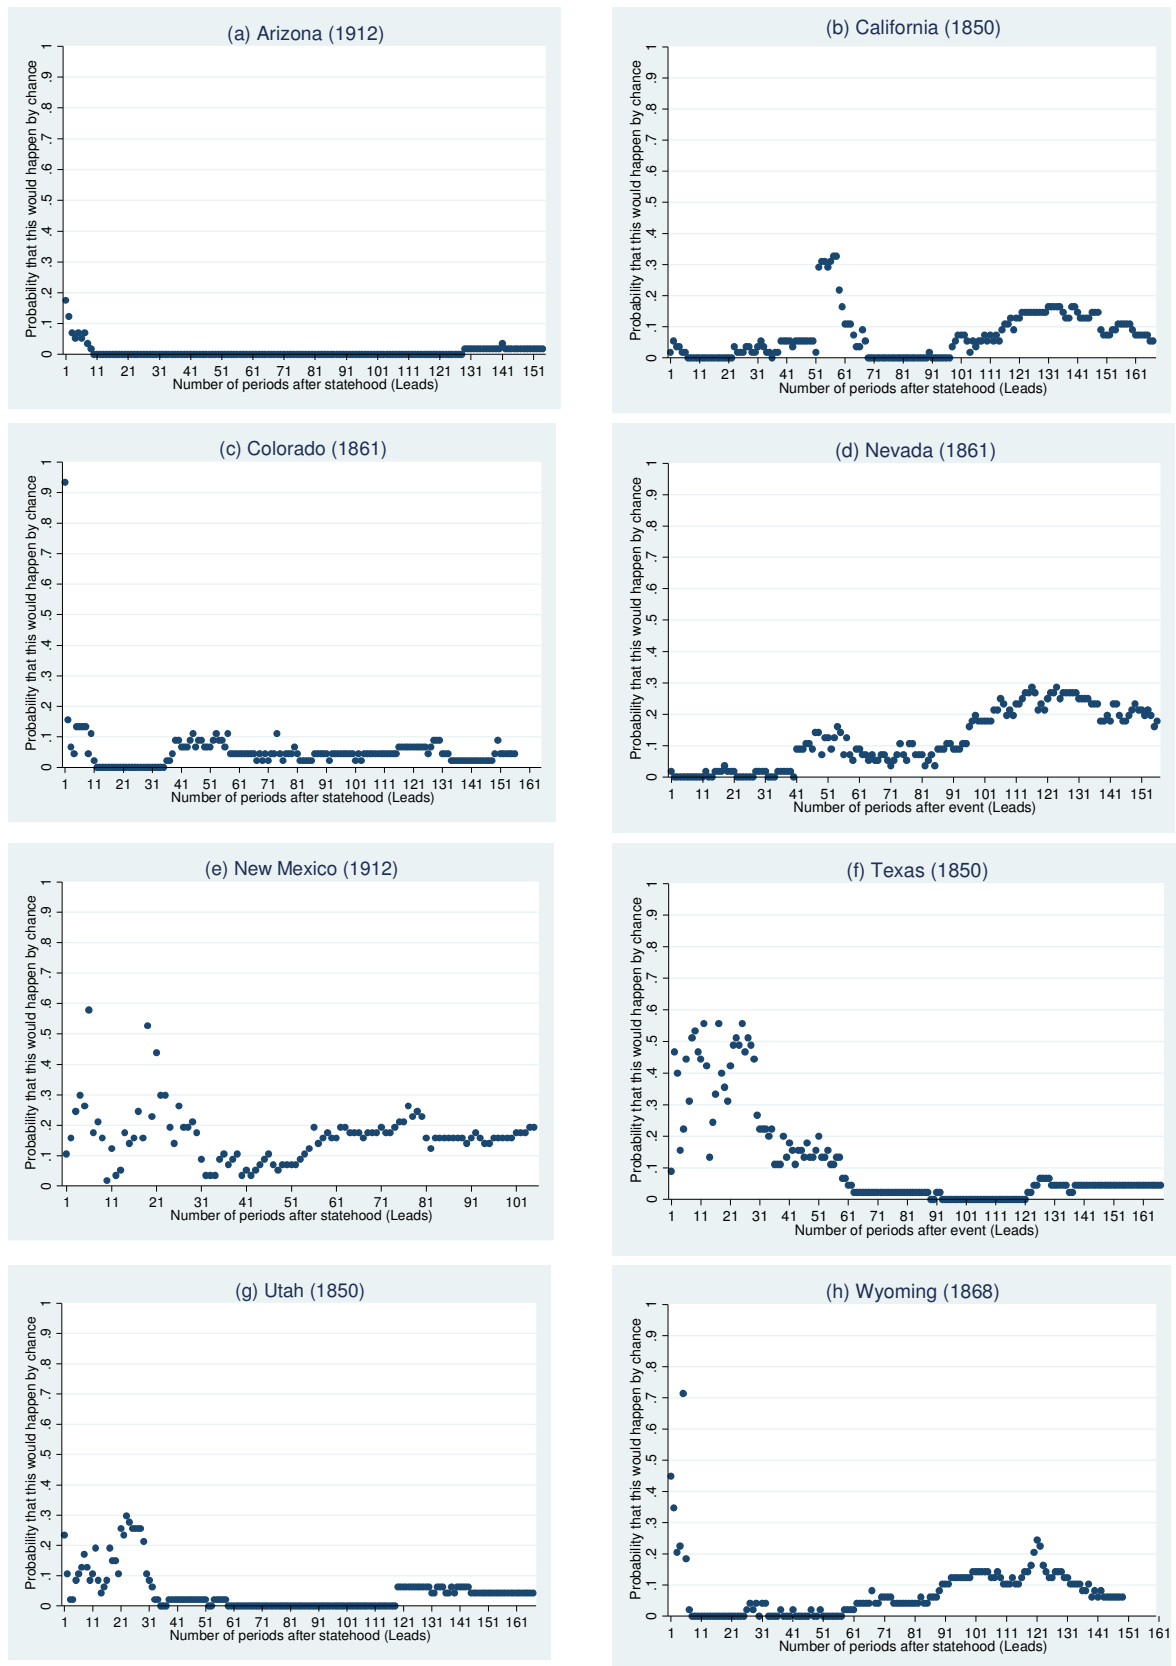 (a) Arizona (1912)
Probability that this would happen by chance
0 .1 .2 .3 .4 .5 .6 .7 .8 .9 1
1 11 21 31 41 51 61 71 81 91 101 111 121 131 141 151
Number of periods after statehood (Leads)
(b) California (1850)
Probability that this would happen by chance
0 .1 .2 .3 .4 .5 .6 .7 .8 .9 1
1 11 21 31 41 51 61 71 81 91 101 111 121 131 141 151 161
Number of periods after statehood (Leads)
(c) Colorado (1861)
Probability that this would happen by chance
0 .1 .2 .3 .4 .5 .6 .7 .8 .9 1
1 11 21 31 41 51 61 71 81 91 101 111 121 131 141 151 161
Number of periods after statehood (Leads)
(d) Nevada (1861)
Probability that this would happen by chance
0 .1 .2 .3 .4 .5 .6 .7 .8 .9 1
1 11 21 31 41 51 61 71 81 91 101 111 121 131 141 151
Number of periods after event (Leads)
(e) New Mexico (1912)
Probability that this would happen by chance
0 .1 .2 .3 .4 .5 .6 .7 .8 .9 1
1 11 21 31 41 51 61 71 81 91 101
Number of periods after statehood (Leads)
(f) Texas (1850)
Probability that this would happen by chance
0 .1 .2 .3 .4 .5 .6 .7 .8 .9 1
1 11 21 31 41 51 61 71 81 91 101 111 121 131 141 151 161
Number of periods after event (Leads)
(g) Utah (1850)
Probability that this would happen by chance
0 .1 .2 .3 .4 .5 .6 .7 .8 .9 1
1 11 21 31 41 51 61 71 81 91 101 111 121 131 141 151 161
Number of periods after statehood (Leads)
(h) Wyoming (1868)
Probability that this would happen by chance
0 .1 .2 .3 .4 .5 .6 .7 .8 .9 1
1 11 21 31 41 51 61 71 81 91 101 111 121 131 141 151 161
Number of periods after statehood (Leads)